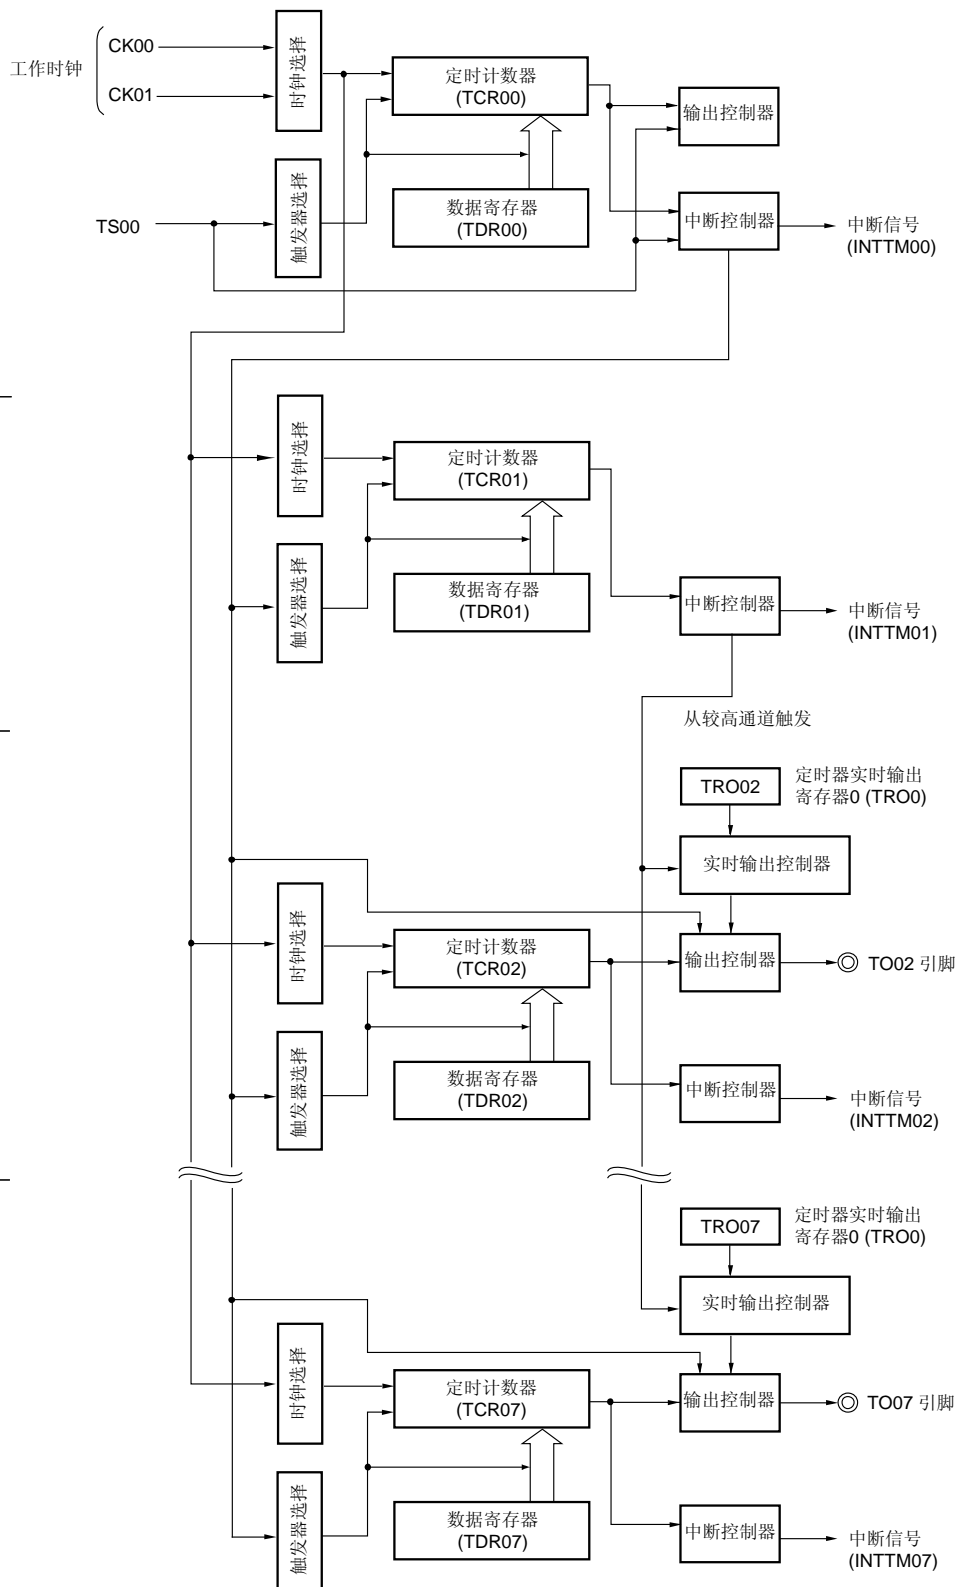 工作时钟
CK00
CK01
时钟选择
定时计数器
(TCR00)
输出控制器
TS00
触发器选择
数据寄存器
(TDR00)
中断控制器
中断信号
(INTTM00)
时钟选择
定时计数器
(TCR01)
触发器选择
数据寄存器
(TDR01)
中断控制器
中断信号
(INTTM01)
从较高通道触发
TRO02
定时器实时输出
寄存器0 (TRO0)
实时输出控制器
时钟选择
定时计数器
(TCR02)
输出控制器
TO02 引脚
触发器选择
数据寄存器
(TDR02)
中断控制器
中断信号
(INTTM02)
TRO07
定时器实时输出
寄存器0 (TRO0)
实时输出控制器
时钟选择
定时计数器
(TCR07)
输出控制器
TO07 引脚
触发器选择
数据寄存器
(TDR07)
中断控制器
中断信号
(INTTM07)